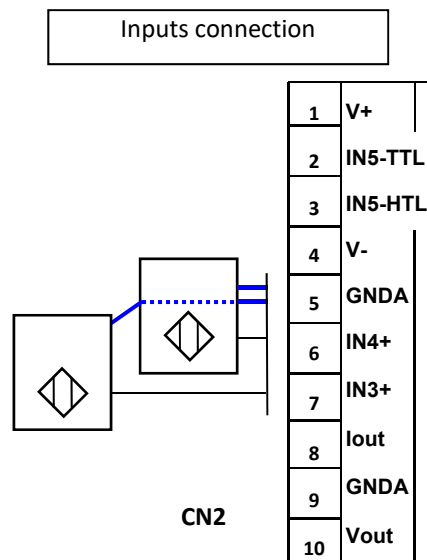 Inputs connection
1 V+
2 IN5-TTL
3 IN5-HTL
4 V-
5 GNDA
6 IN4+
7 IN3+
8 Iout
9 GNDA
10 Vout
CN2